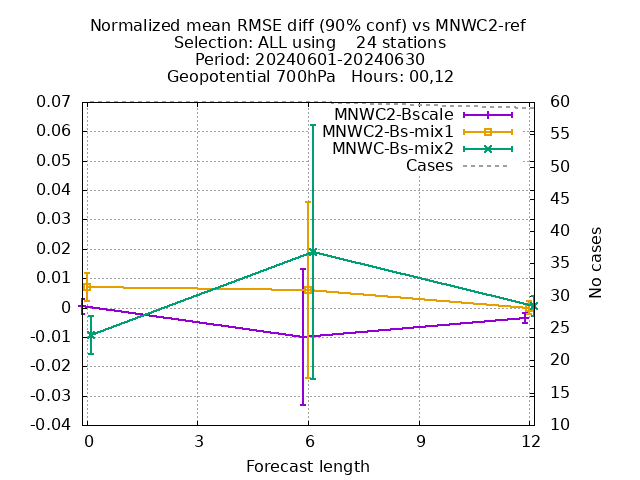 Normalized mean RMSE diff (90% conf) vs MNWC2-ref
Selection: ALL using    24 stations
Period: 20240601-20240630
Geopotential 700hPa   Hours: 00,12
MNWC2-Bscale
MNWC2-Bs-mix1
MNWC-Bs-mix2
Cases
0.07
0.06
0.05
0.04
0.03
0.02
0.01
0
-0.01
-0.02
-0.03
-0.04
60
55
50
45
40
35
30
25
20
15
10
No cases
0 3 6 9 12
Forecast length